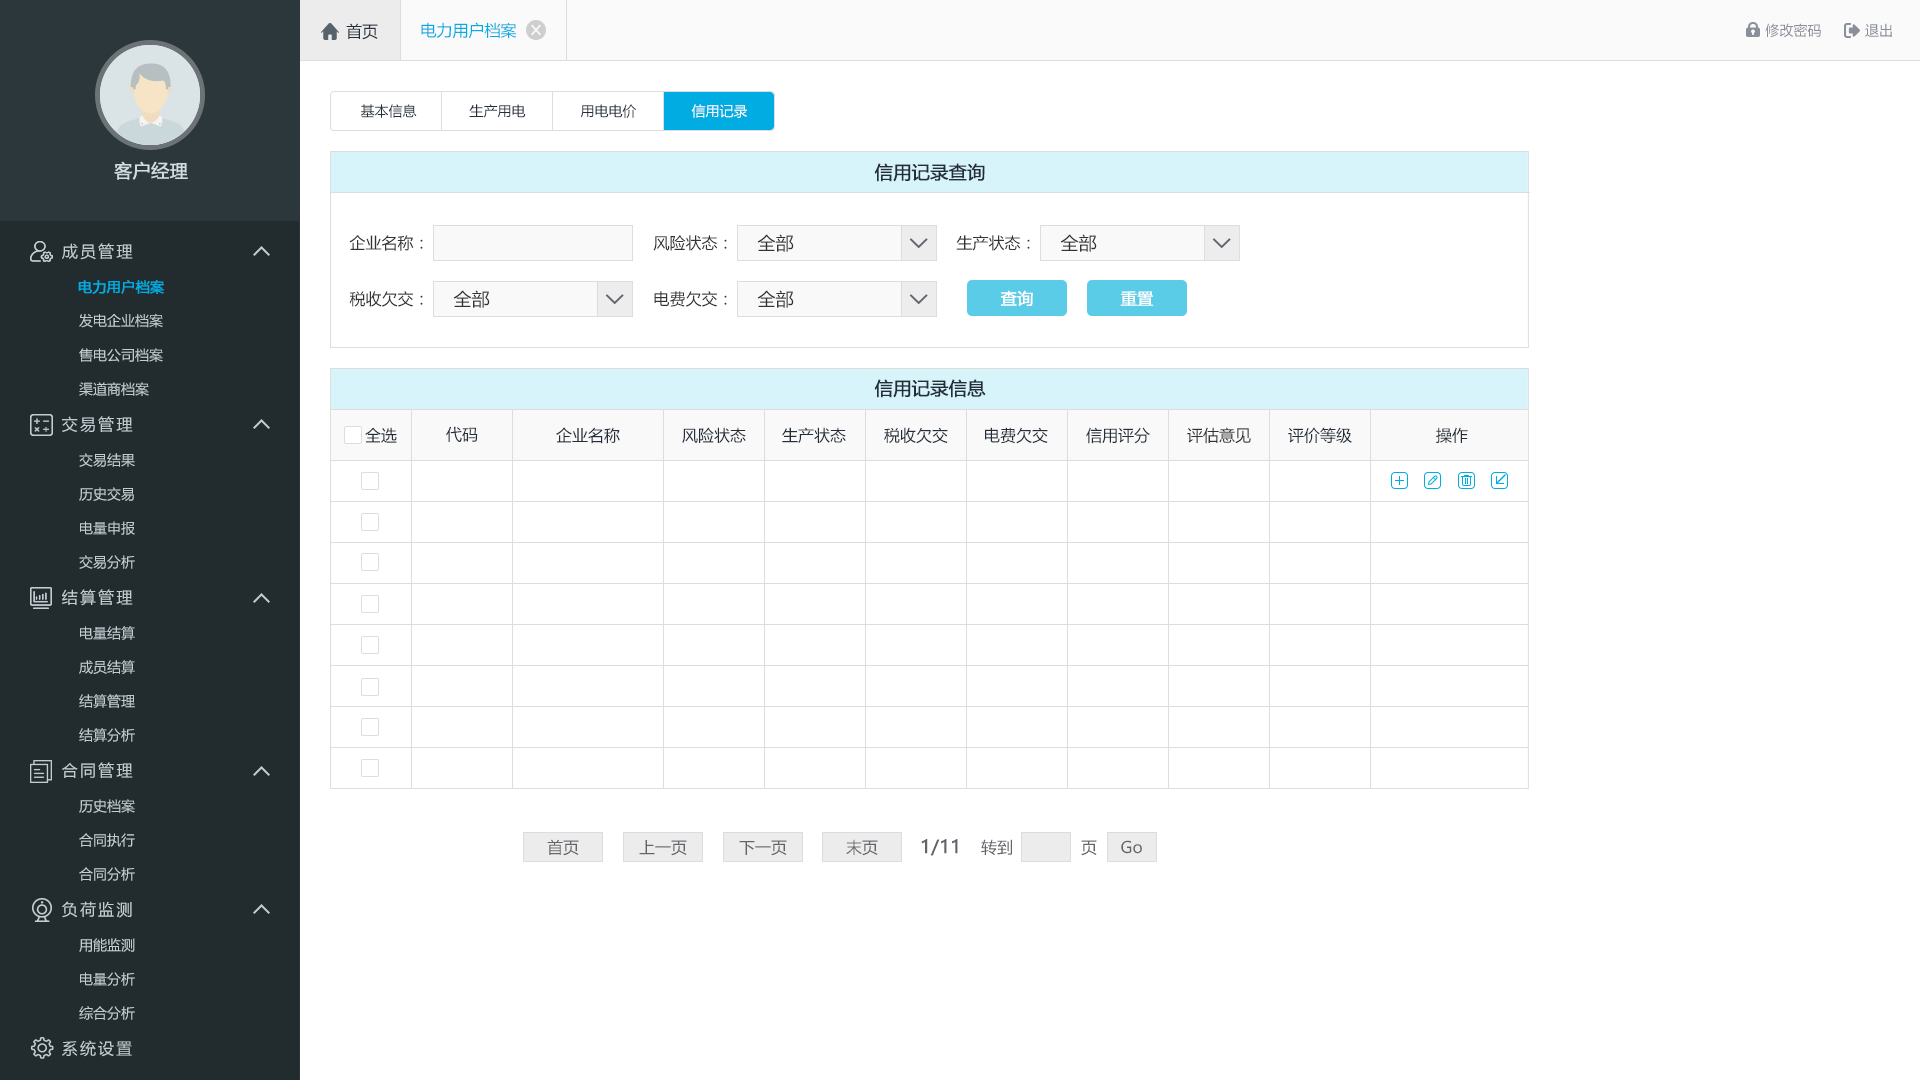 首页
电力用户档案
修改密码
退出
客户经理
成员管理
电力用户档案
发电企业档案
售电公司档案
渠道商档案
交易管理
交易结果
历史交易
电量申报
交易分析
结算管理
电量结算
成员结算
结算管理
结算分析
合同管理
历史档案
合同执行
合同分析
负荷监测
用能监测
电量分析
综合分析
系统设置
基本信息 生产用电 用电电价 信用记录
信用记录查询
企业名称： 风险状态： 全部 生产状态： 全部
税收欠交： 全部 电费欠交： 全部 查询 重置
信用记录信息
全选 代码 企业名称 风险状态 生产状态 税收欠交 电费欠交 信用评分 评估意见 评价等级 操作
首页 上一页 下一页 末页 1/11 转到 页 Go